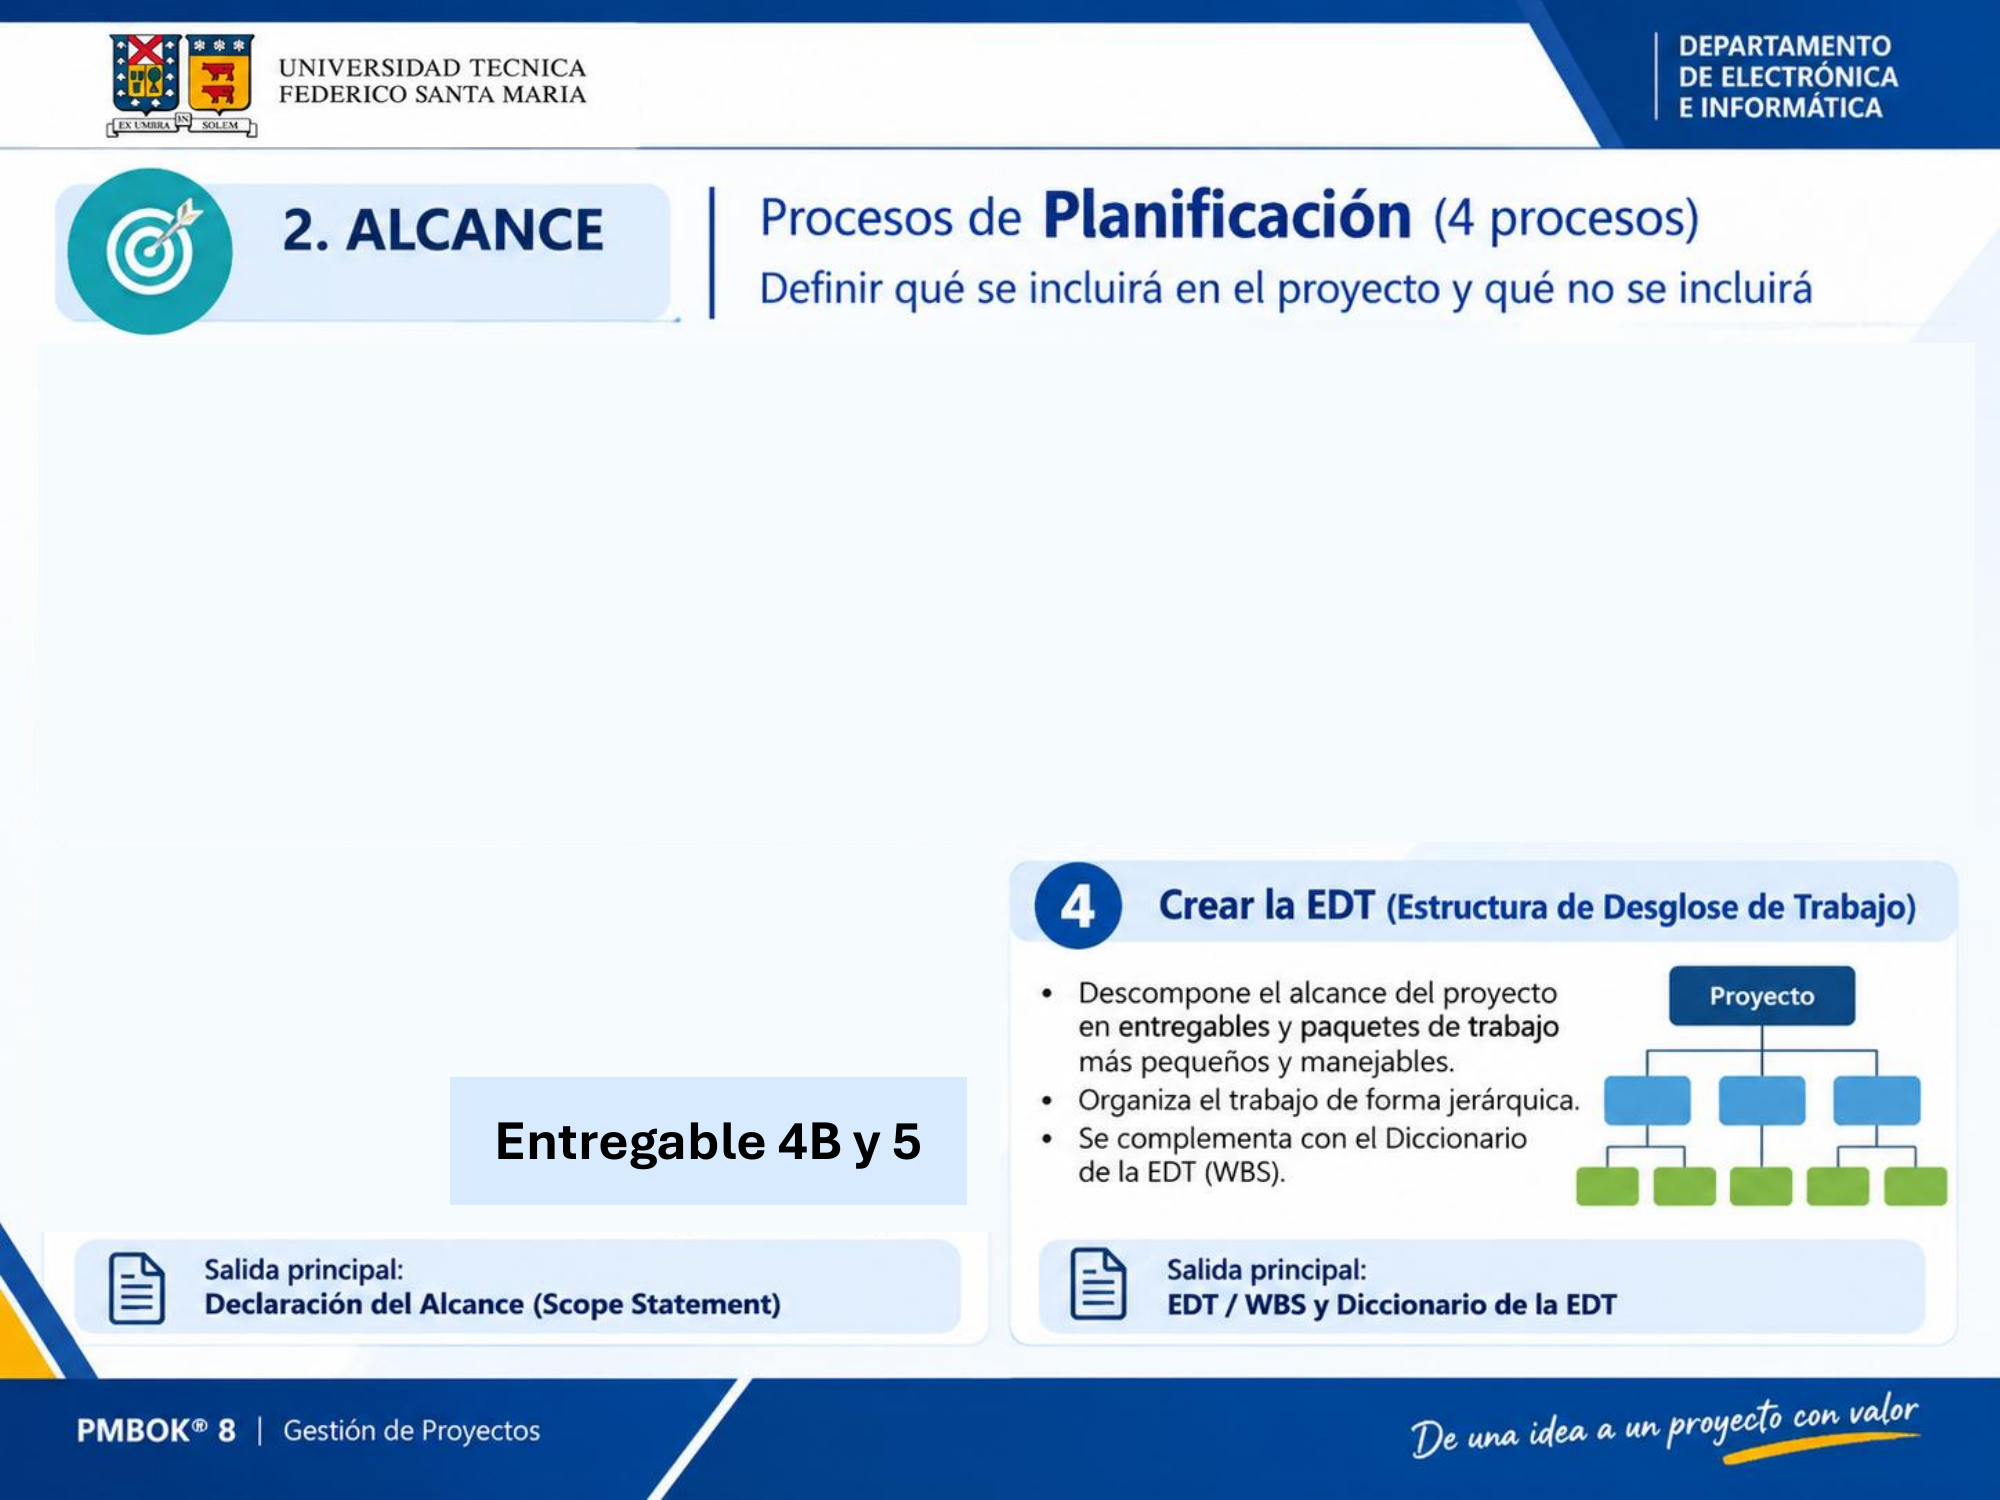 UNIVERSIDAD TECNICA
FEDERICO SANTA MARIA
EX UMBRA IN SOLEM
DEPARTAMENTO
DE ELECTRÓNICA
E INFORMÁTICA
2. ALCANCE
Procesos de Planificación (4 procesos)
Definir qué se incluirá en el proyecto y qué no se incluirá
4 Crear la EDT (Estructura de Desglose de Trabajo)
• Descompone el alcance del proyecto
en entregables y paquetes de trabajo
más pequeños y manejables.
• Organiza el trabajo de forma jerárquica.
• Se complementa con el Diccionario
de la EDT (WBS).
Proyecto
Entregable 4B y 5
Salida principal:
Declaración del Alcance (Scope Statement)
Salida principal:
EDT / WBS y Diccionario de la EDT
PMBOK® 8 | Gestión de Proyectos
De una idea a un proyecto con valor